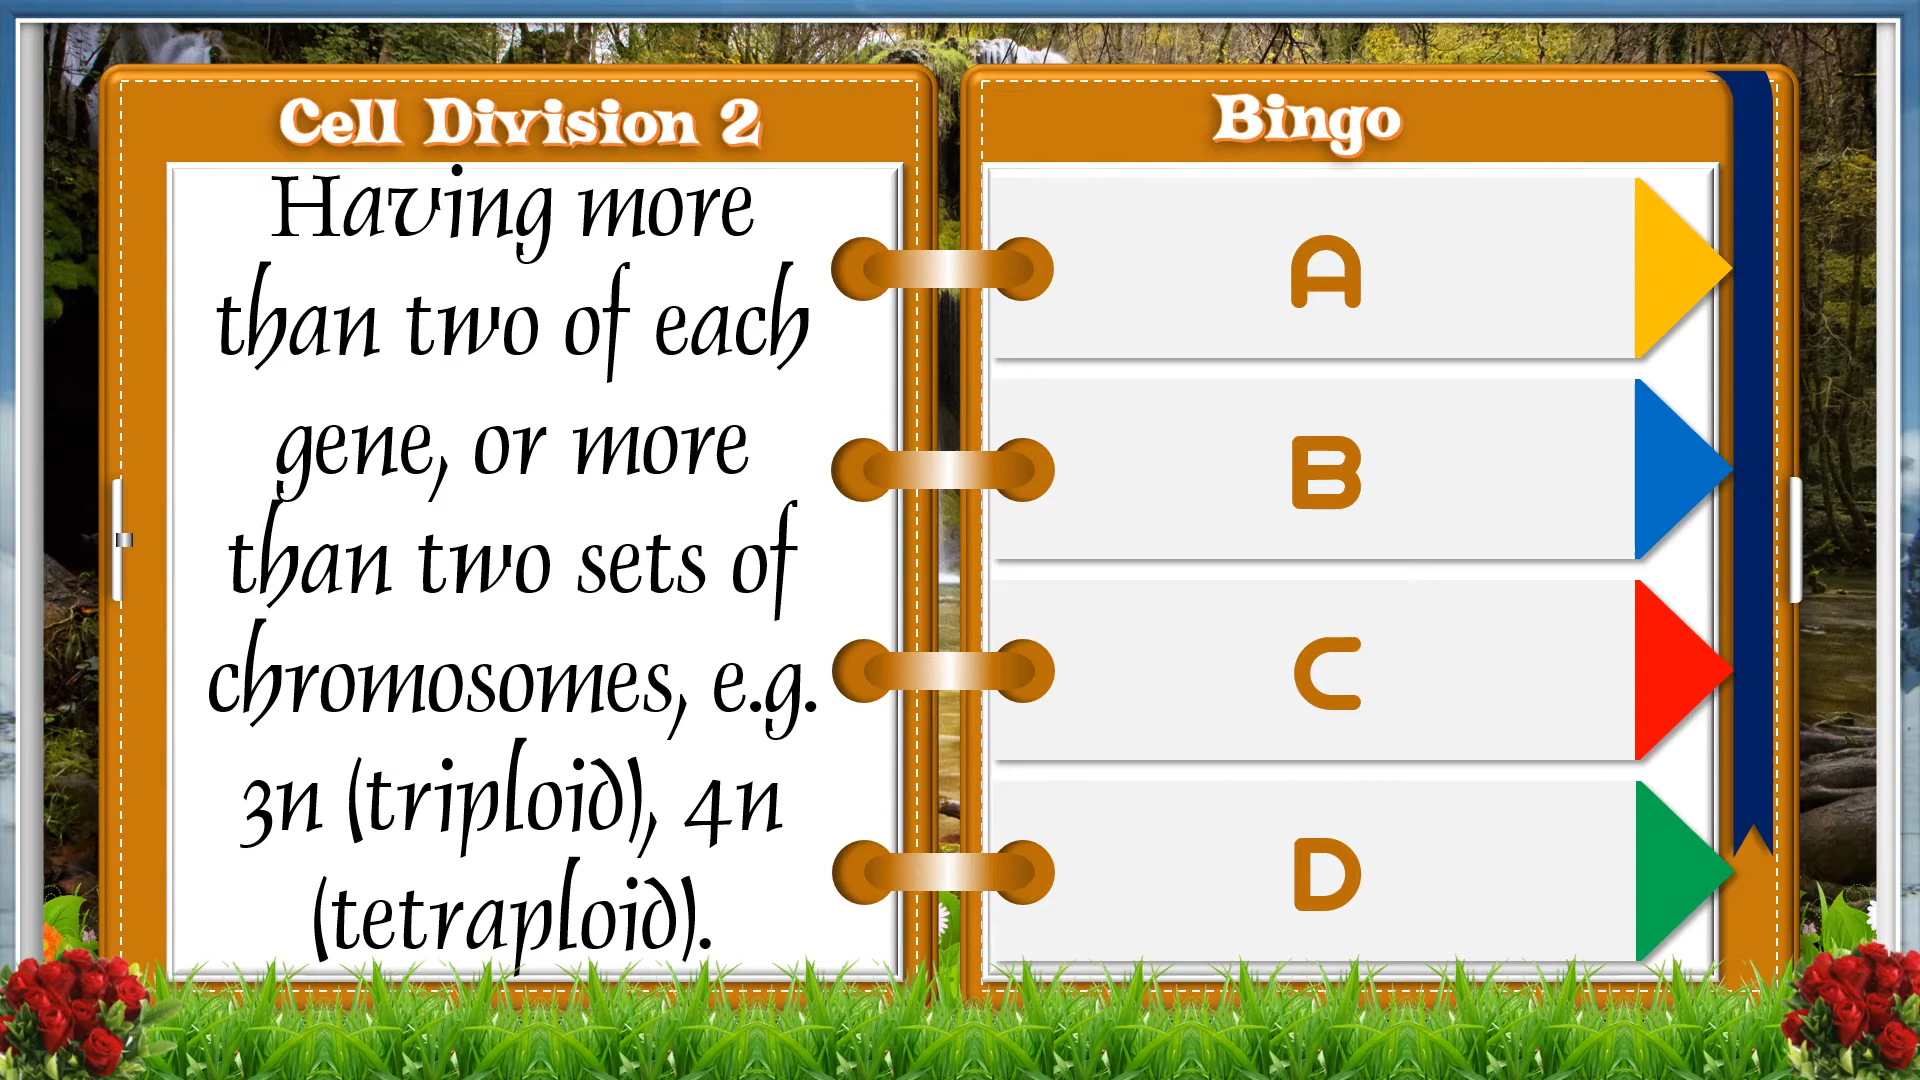 Cell Division 2
Having more
than two of each
gene, or more
than two sets of
chromosomes, e.g.
3n (triploid), 4n
(tetraploid).
Bingo
A
B
C
D